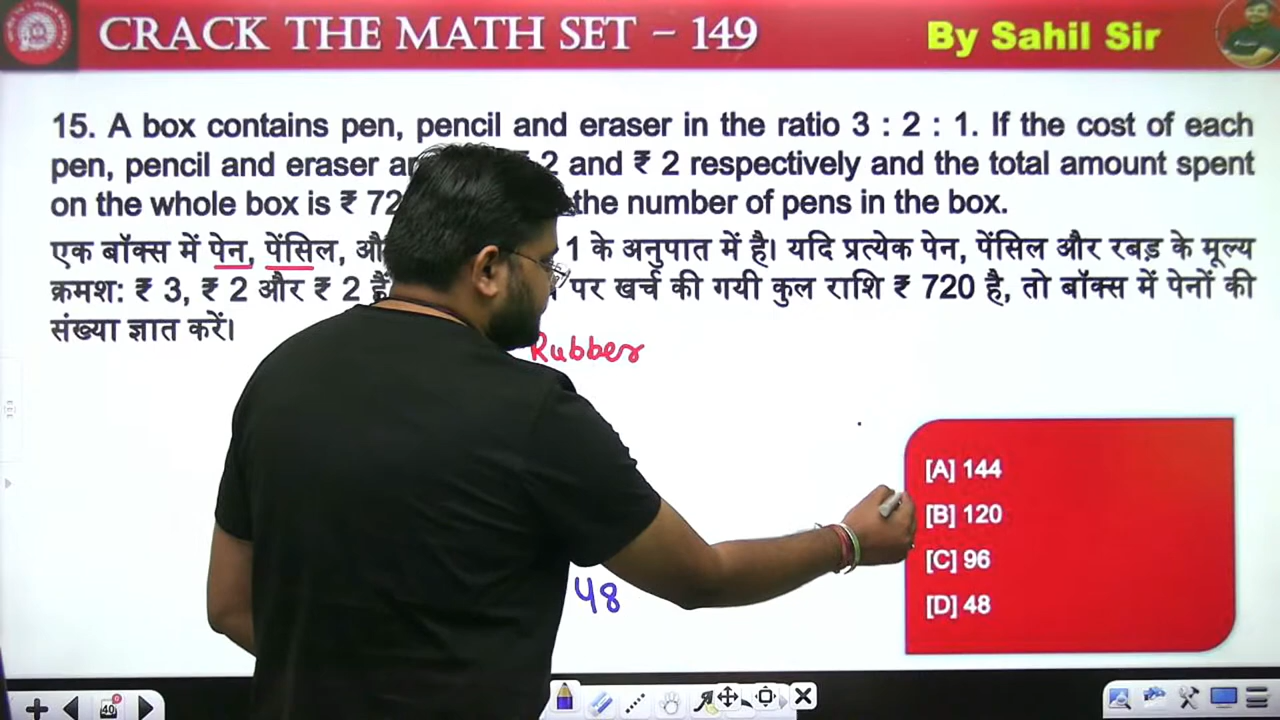 CRACK THE MATH SET – 149
By Sahil Sir
15. A box contains pen, pencil and eraser in the ratio 3 : 2 : 1. If the cost of each
pen, pencil and eraser ₹ 2 and ₹ 2 respectively and the total amount spent
on the whole box is ₹ the number of pens in the box.
एक बॉक्स में पेन, पेंसिल, 1 के अनुपात में है। यदि प्रत्येक पेन, पेंसिल और रबड़ के मूल्य
क्रमश: ₹ 3, ₹ 2 और ₹ 2 हैं पर खर्च की गयी कुल राशि ₹ 720 है, तो बॉक्स में पेनों की
संख्या ज्ञात करें।
Rubber
[A] 144
[B] 120
[C] 96
[D] 48
48
40